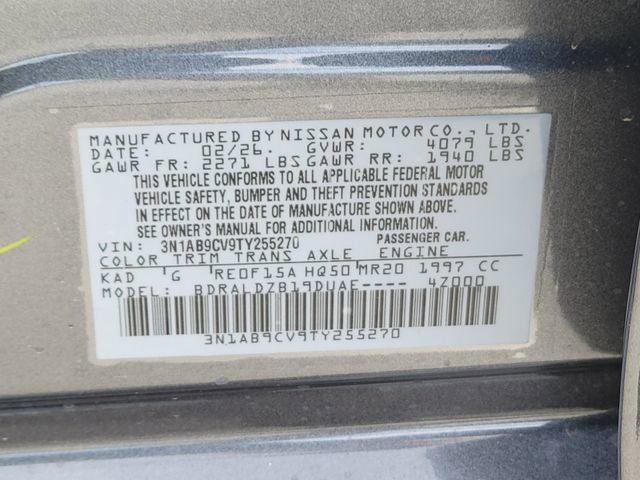 MANUFACTURED BY NISSAN MOTOR CO., LTD.
DATE: 02/26. GVWR: 4079 LBS
GAWR FR: 2271 LBS GAWR RR: 1940 LBS
THIS VEHICLE CONFORMS TO ALL APPLICABLE FEDERAL MOTOR
VEHICLE SAFETY, BUMPER AND THEFT PREVENTION STANDARDS
IN EFFECT ON THE DATE OF MANUFACTURE SHOWN ABOVE.
SEE OWNER'S MANUAL FOR ADDITIONAL INFORMATION
VIN: 3N1AB9CV9TY255270 PASSENGER CAR.
COLOR TRIM TRANS AXLE ENGINE
KAD G RE0F15A HQ50 MR20 1997 CC
MODEL: BDRALDZB19DUAE---- 4Z000
3N1AB9CV9TY255270